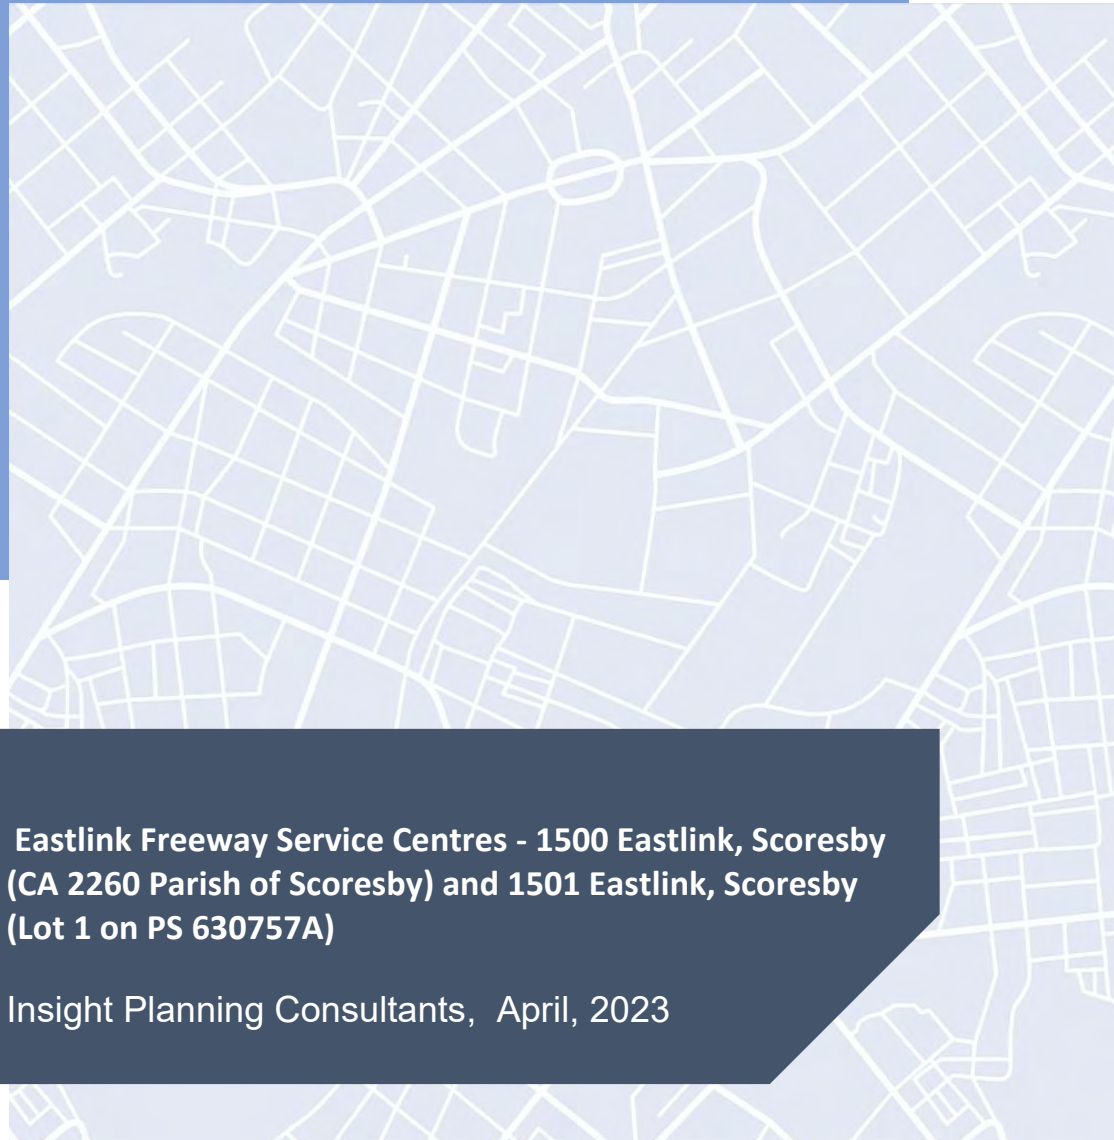 Eastlink Freeway Service Centres - 1500 Eastlink, Scoresby
(CA 2260 Parish of Scoresby) and 1501 Eastlink, Scoresby
(Lot 1 on PS 630757A)
Insight Planning Consultants, April, 2023